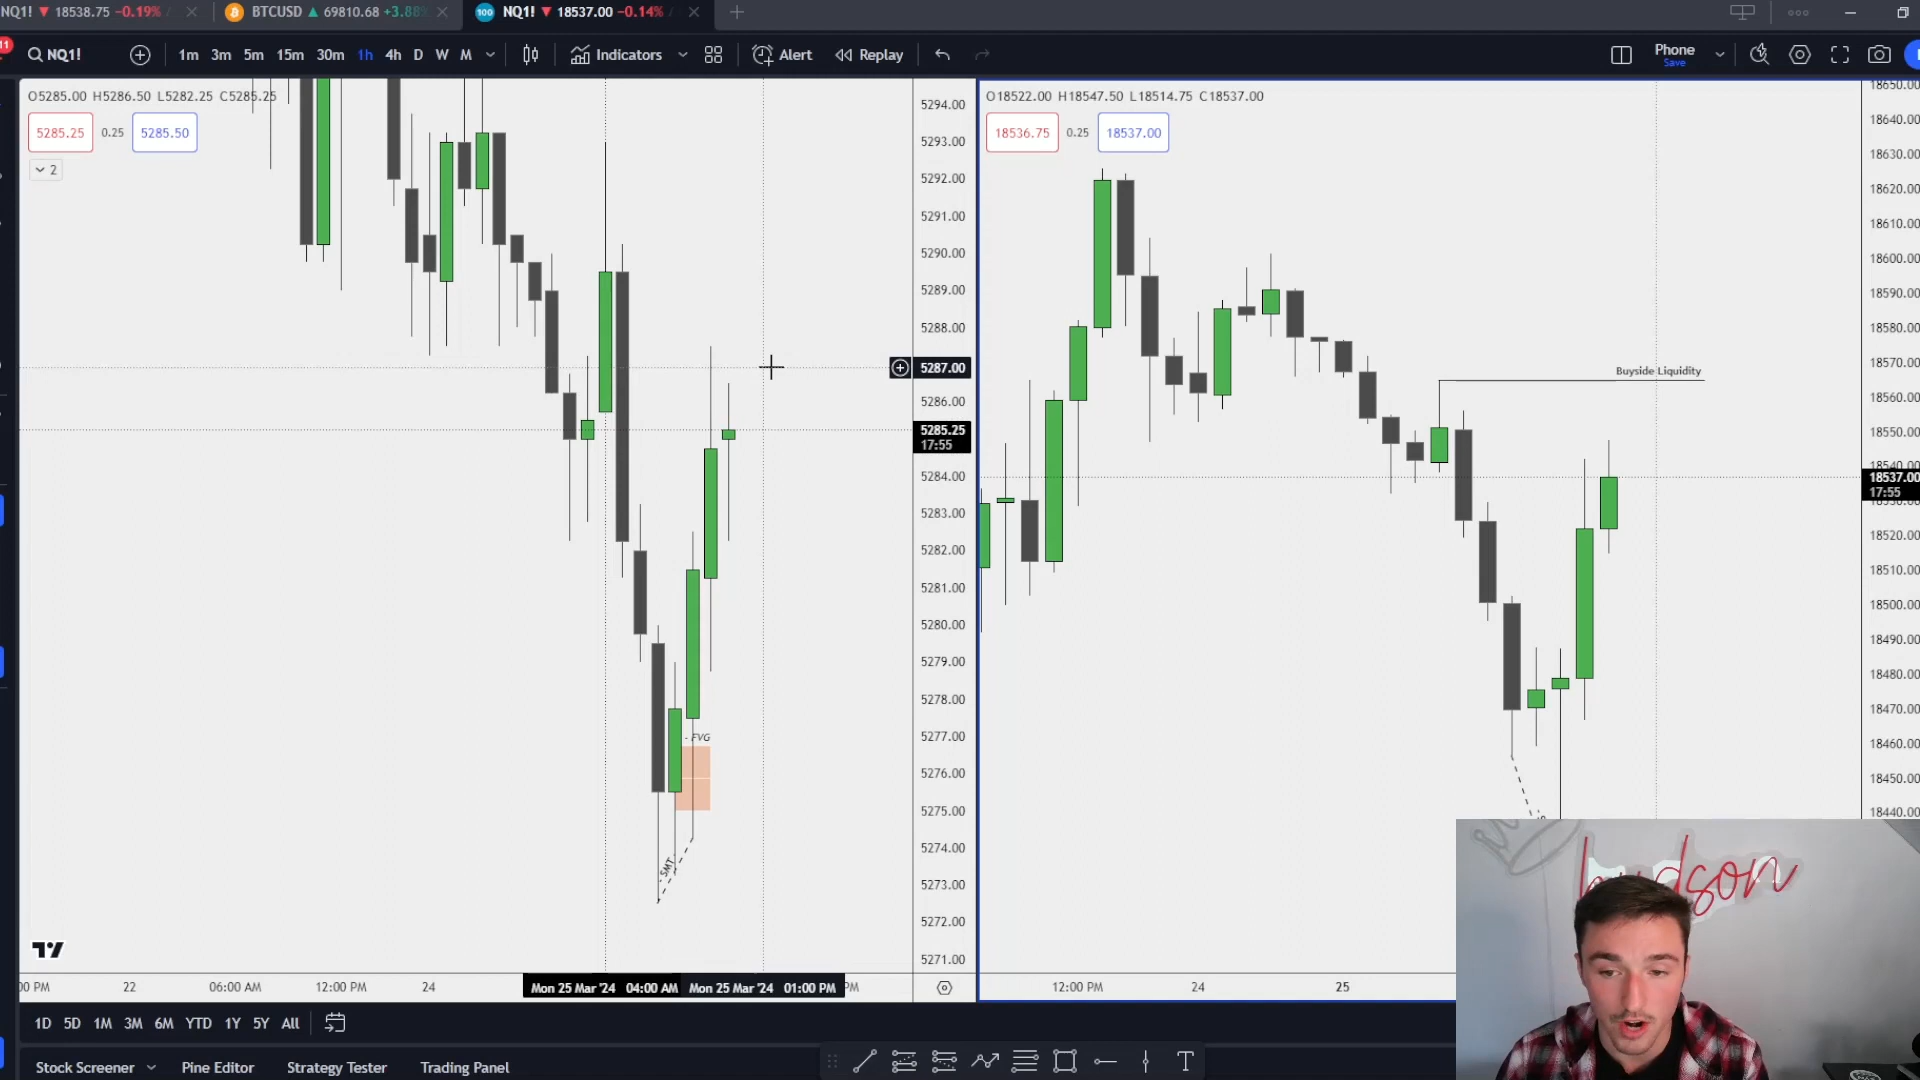 NQ1! ▼ 18538.75 −0.19%
BTCUSD ▲ 69810.68 +3.88%
100 NQ1! ▼ 18537.00 −0.14%
11
NQ1!
1m 3m 5m 15m 30m 1h 4h D W M
Indicators
Alert
Replay
Phone
Save
O5285.00 H5286.50 L5282.25 C5285.25
5285.25 0.25 5285.50
2
5294.00
5293.00
5292.00
5291.00
5290.00
5289.00
5288.00
5287.00
5286.00
5285.25
17:55
5284.00
5283.00
5282.00
5281.00
5280.00
5279.00
5278.00
5277.00
5276.00
5275.00
5274.00
5273.00
5272.00
5271.00
- FVG
- SMT -
22 06:00 AM 12:00 PM 24 Mon 25 Mar '24 04:00 AM Mon 25 Mar '24 01:00 PM PM
O18522.00 H18547.50 L18514.75 C18537.00
18536.75 0.25 18537.00
Buyside Liquidity
18650.00
18640.00
18630.00
18620.00
18610.00
18600.00
18590.00
18580.00
18570.00
18560.00
18550.00
18540.00
18537.00
17:55
18520.00
18510.00
18500.00
18490.00
18480.00
18470.00
18460.00
18450.00
18440.00
12:00 PM 24 25
hudson
1D 5D 1M 3M 6M YTD 1Y 5Y All
Stock Screener Pine Editor Strategy Tester Trading Panel